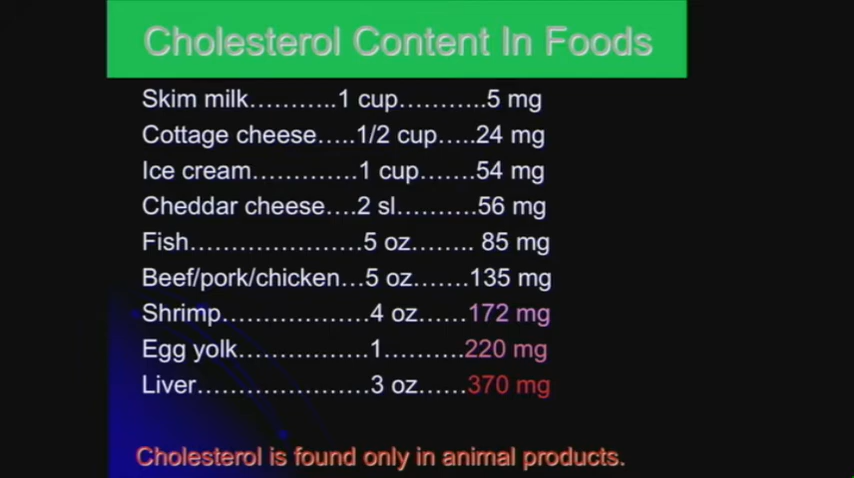 Cholesterol Content In Foods
Skim milk………..1 cup………..5 mg
Cottage cheese…..1/2 cup…..24 mg
Ice cream………….1 cup…….54 mg
Cheddar cheese….2 sl……….56 mg
Fish…………………5 oz…….. 85 mg
Beef/pork/chicken…5 oz…….135 mg
Shrimp………………4 oz……172 mg
Egg yolk…………….1……….220 mg
Liver…………………3 oz……370 mg
Cholesterol is found only in animal products.